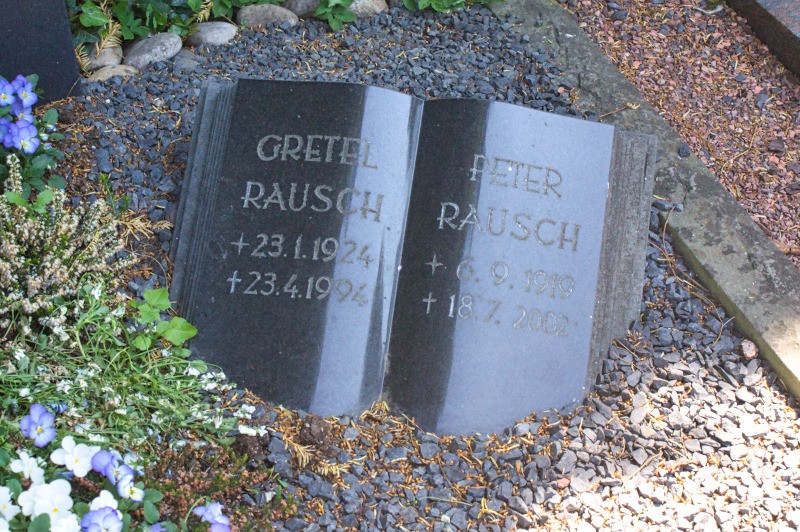 GRETEL
RAUSCH
+ 23.1.1924
† 23.4.1994
PETER
RAUSCH
+ 6.9.1919
† 18.7.2002